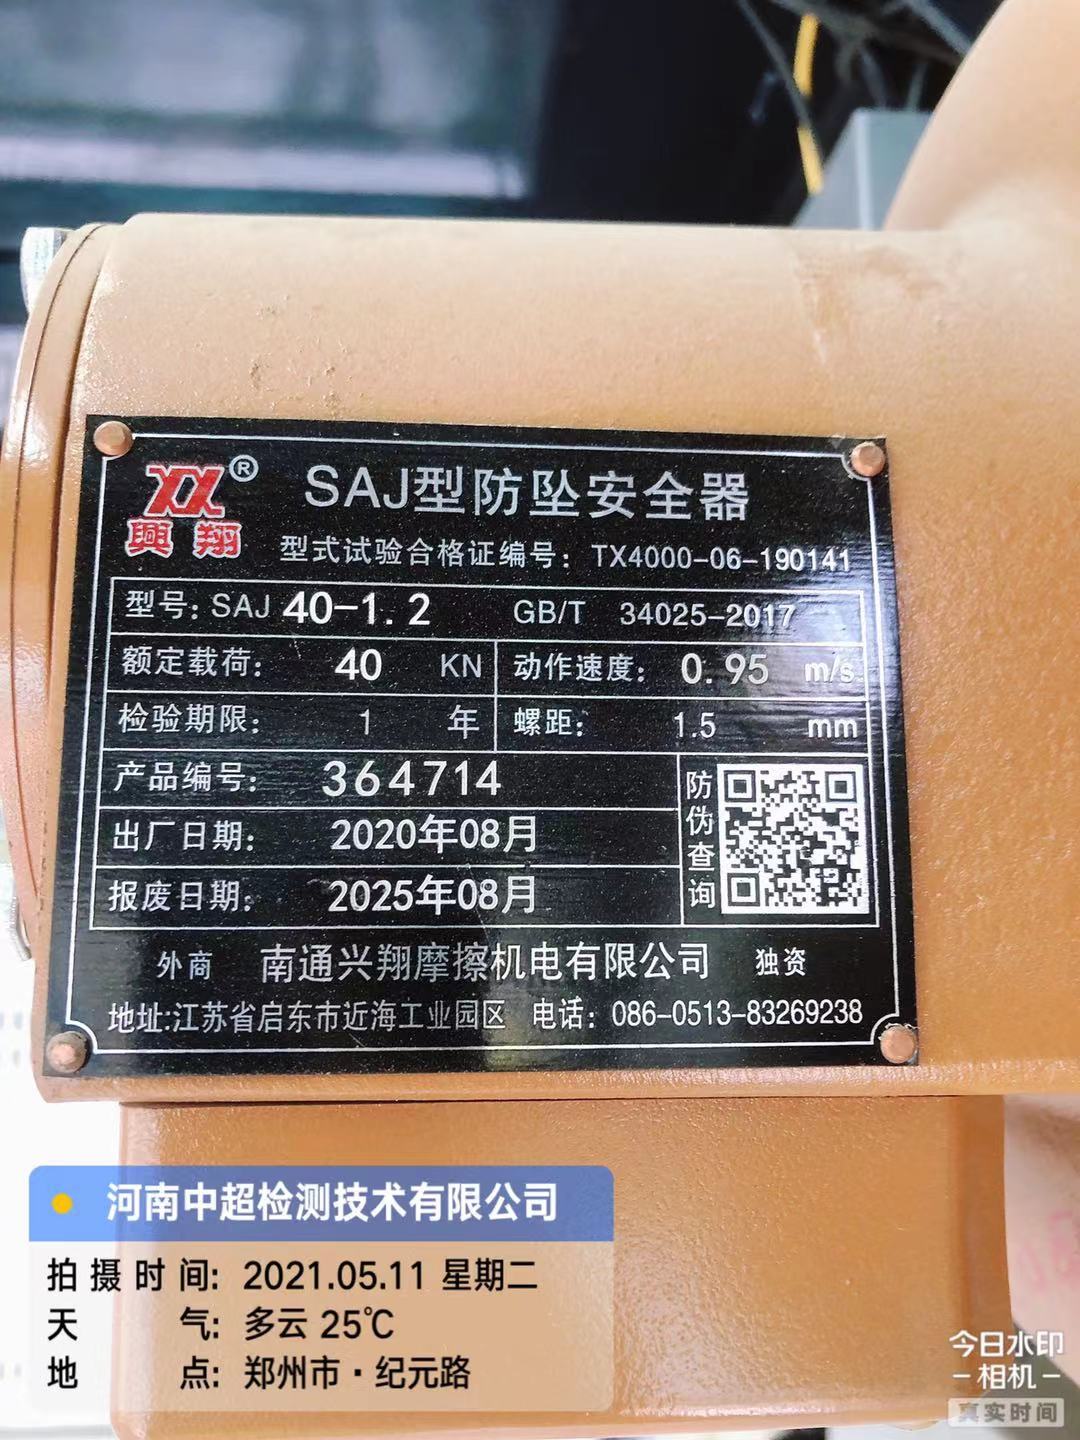 XX®
興翔
SAJ型防坠安全器
型式试验合格证编号：TX4000-06-190141
型号：SAJ 40-1.2 GB/T 34025-2017
额定载荷： 40 KN 动作速度： 0.95 m/s
检验期限： 1 年 螺距： 1.5 mm
产品编号： 364714
出厂日期： 2020年08月
报废日期： 2025年08月
防伪查询
外商 南通兴翔摩擦机电有限公司 独资
地址:江苏省启东市近海工业园区 电话：086-0513-83269238
河南中超检测技术有限公司
拍摄时间: 2021.05.11 星期二
天气: 多云 25℃
地点: 郑州市·纪元路
今日水印
-相机-
真实时间